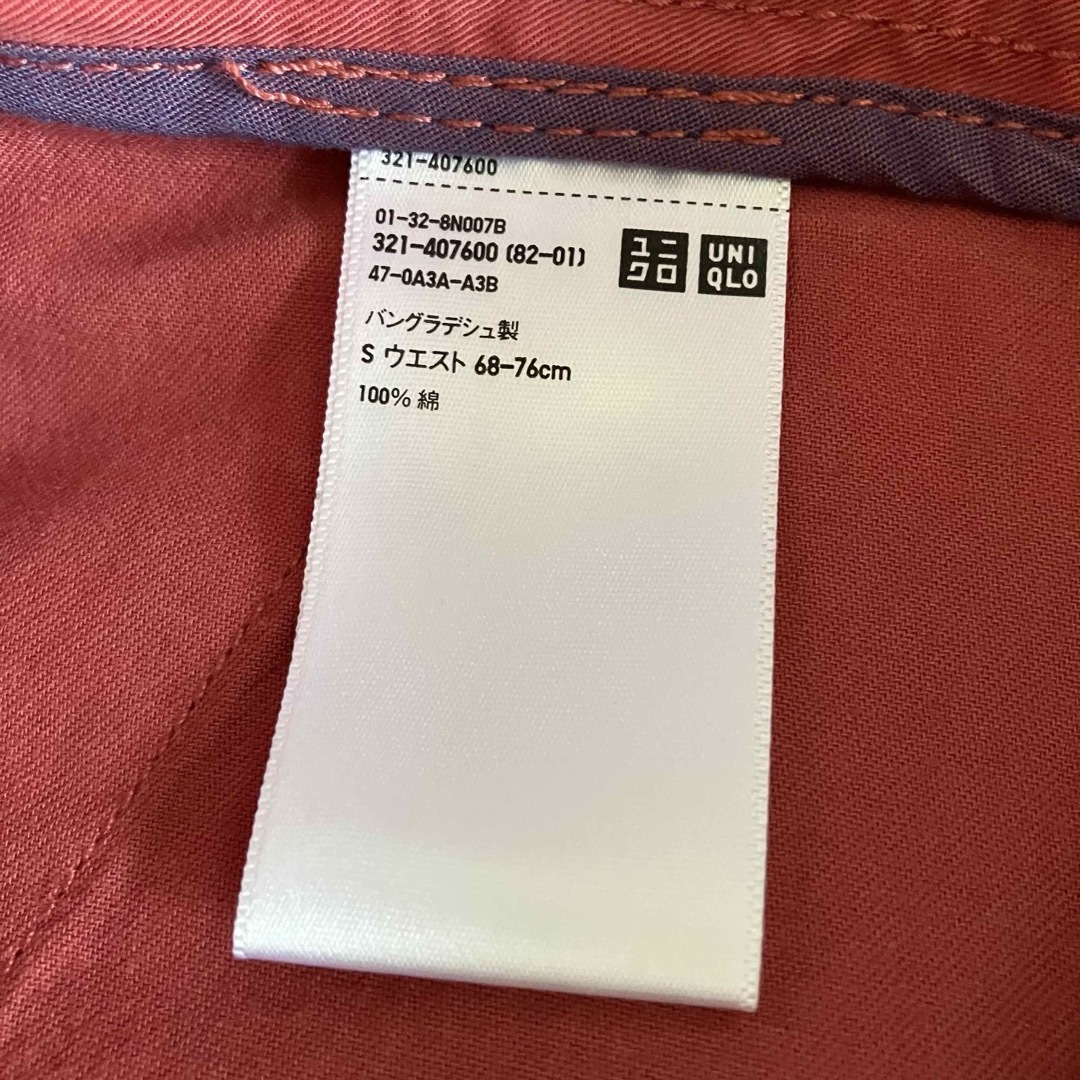 321-407600
01-32-8N007B
321-407600 (82-01)
47-0A3A-A3B
ユニ
クロ
UNI
QLO
バングラデシュ製
S ウエスト 68-76cm
100% 綿